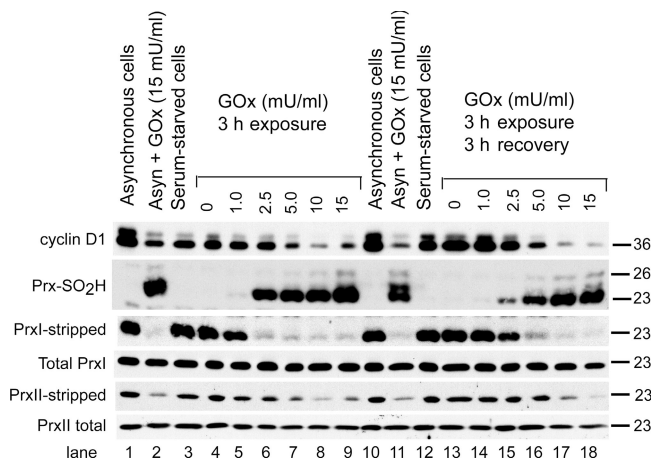 Asynchronous cells
Asyn + GOx (15 mU/ml)
Serum-starved cells
GOx (mU/ml)
3 h exposure
0 1.0 2.5 5.0 10 15
Asynchronous cells
Asyn + GOx (15 mU/ml)
Serum-starved cells
GOx (mU/ml)
3 h exposure
3 h recovery
0 1.0 2.5 5.0 10 15
cyclin D1 36
Prx-SO2H 26
23
PrxI-stripped 23
Total PrxI 23
PrxII-stripped 23
PrxII total 23
lane 1 2 3 4 5 6 7 8 9 10 11 12 13 14 15 16 17 18